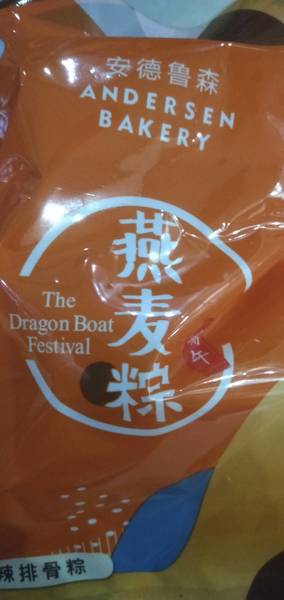 安德鲁森
ANDERSEN
BAKERY
燕麦粽
The
Dragon Boat
Festival
辣排骨粽